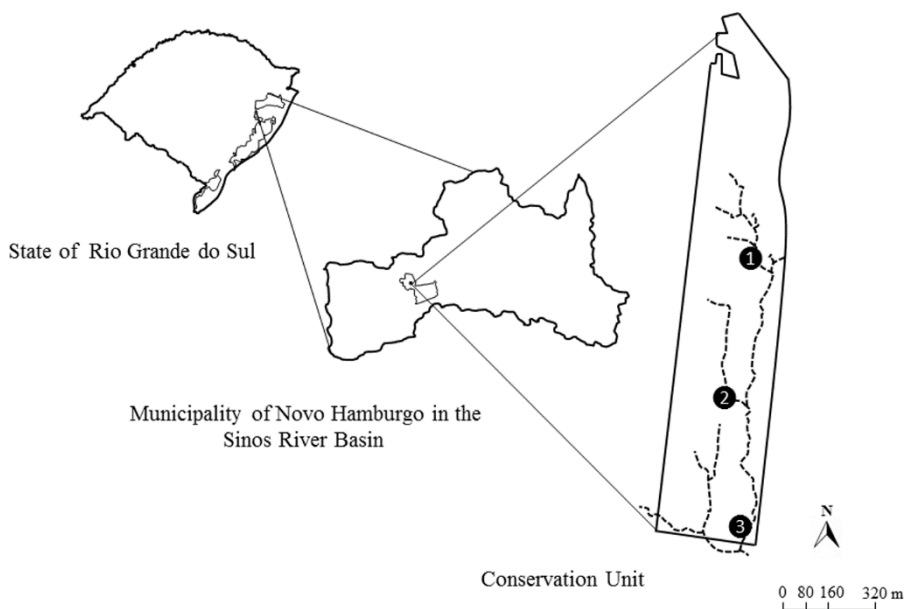 State of Rio Grande do Sul
1
Municipality of Novo Hamburgo in the
Sinos River Basin
2
3
N
Conservation Unit
0 80 160 320 m